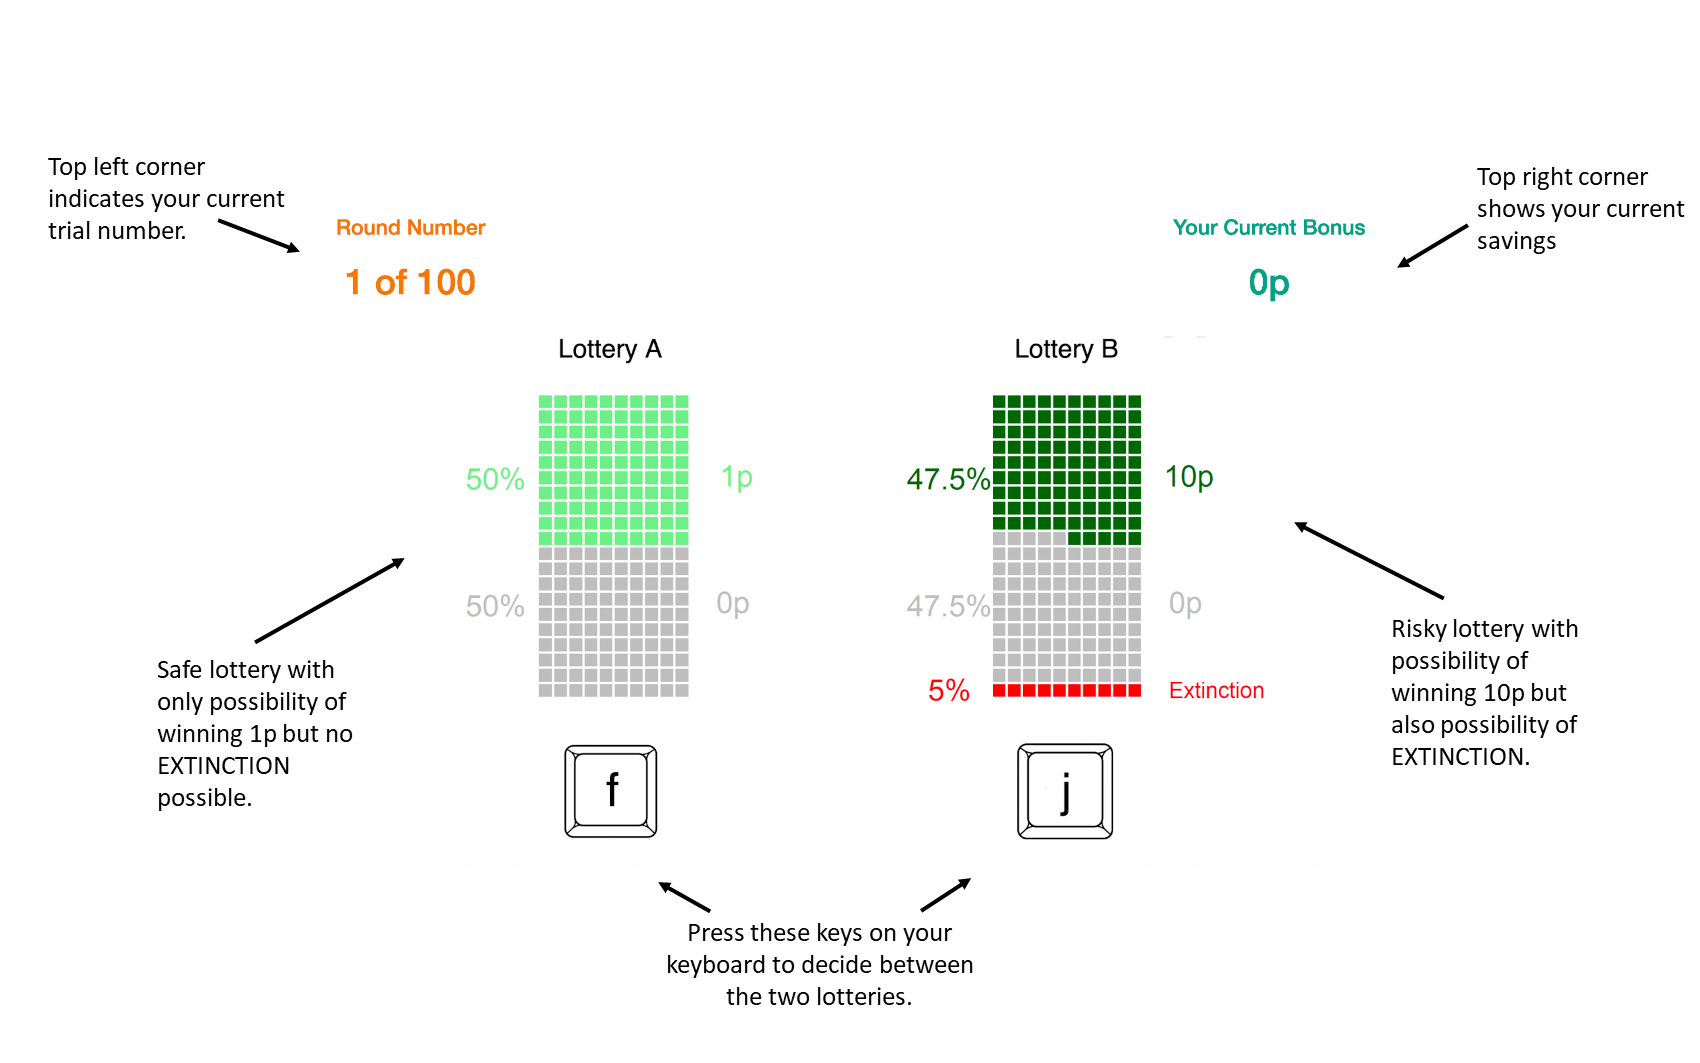 Top left corner
indicates your current
trial number.
Round Number
1 of 100
Your Current Bonus
0p
Top right corner
shows your current
savings
Lottery A
50%
1p
50%
0p
f
Lottery B
47.5%
10p
47.5%
0p
5%
Extinction
j
Safe lottery with
only possibility of
winning 1p but no
EXTINCTION
possible.
Risky lottery with
possibility of
winning 10p but
also possibility of
EXTINCTION.
Press these keys on your
keyboard to decide between
the two lotteries.